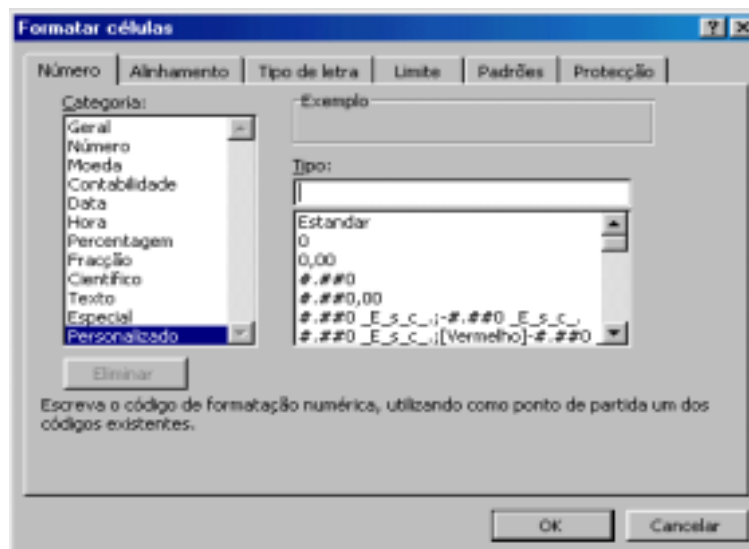 Formatar células
Número Alinhamento Tipo de letra Limite Padrões Protecção
Categoria:
Geral
Número
Moeda
Contabilidade
Data
Hora
Percentagem
Fracção
Científico
Texto
Especial
Personalizado
Eliminar
Exemplo
Tipo:
Estandar
0
0,00
#.##0
#.##0,00
#.##0 _E_s_c_.;-#.##0 _E_s_c_.
#.##0 _E_s_c_.;[Vermelho]-#.##0
Escreva o código de formatação numérica, utilizando como ponto de partida um dos
códigos existentes.
OK Cancelar